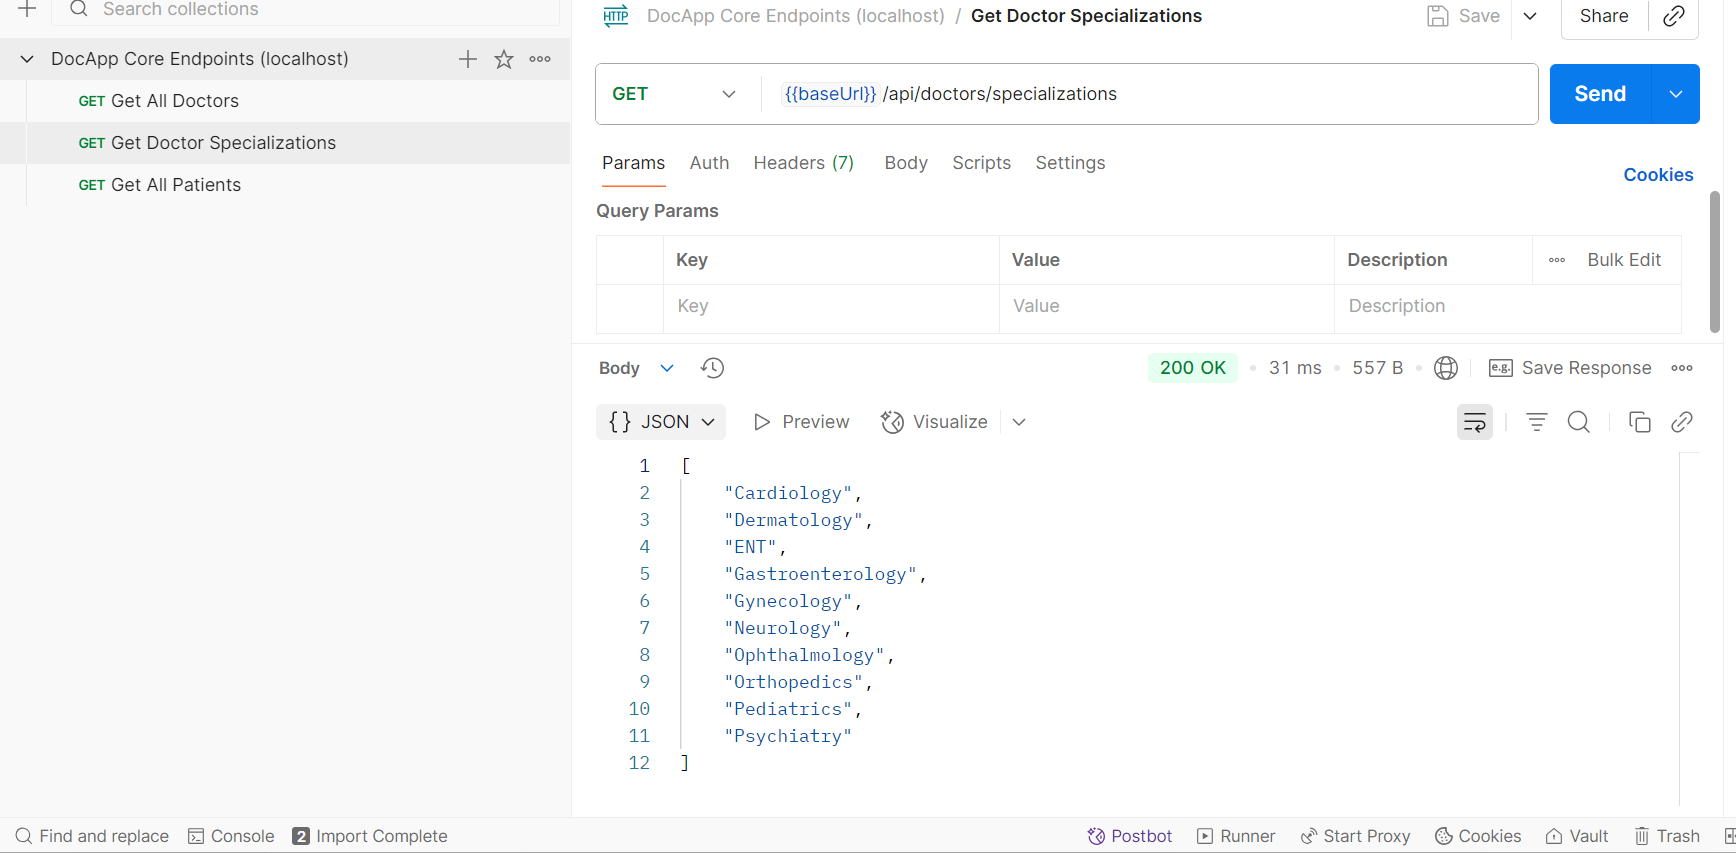 Search collections
DocApp Core Endpoints (localhost)
GET Get All Doctors
GET Get Doctor Specializations
GET Get All Patients
HTTP DocApp Core Endpoints (localhost) / Get Doctor Specializations
Save
Share
GET
{{baseUrl}} /api/doctors/specializations
Send
Params Auth Headers (7) Body Scripts Settings
Cookies
Query Params
Key Value Description Bulk Edit
Key Value Description
Body
200 OK • 31 ms • 557 B •
e.g. Save Response
{} JSON Preview Visualize
1 [
2 "Cardiology",
3 "Dermatology",
4 "ENT",
5 "Gastroenterology",
6 "Gynecology",
7 "Neurology",
8 "Ophthalmology",
9 "Orthopedics",
10 "Pediatrics",
11 "Psychiatry"
12 ]
Find and replace Console 2 Import Complete
Postbot Runner Start Proxy Cookies Vault Trash